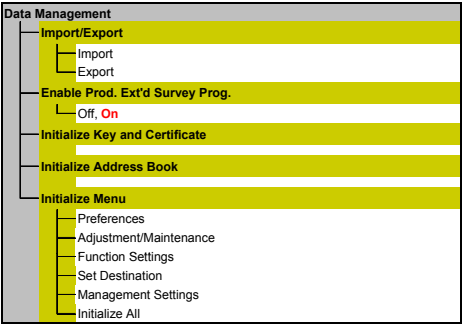 Data Management
Import/Export
Import
Export
Enable Prod. Ext'd Survey Prog.
Off, On
Initialize Key and Certificate
Initialize Address Book
Initialize Menu
Preferences
Adjustment/Maintenance
Function Settings
Set Destination
Management Settings
Initialize All